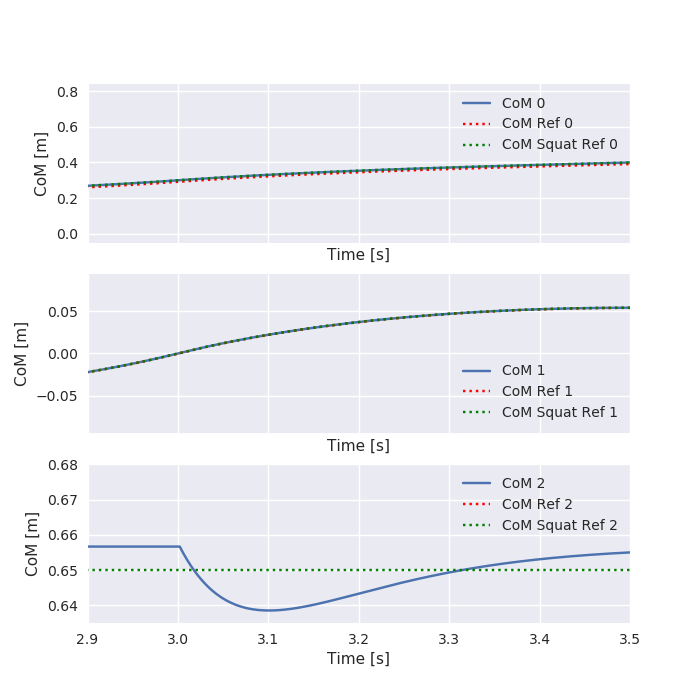 0.8
0.6
0.4
0.2
0.0
CoM [m]
CoM 0
CoM Ref 0
CoM Squat Ref 0
Time [s]
0.05
0.00
−0.05
CoM [m]
CoM 1
CoM Ref 1
CoM Squat Ref 1
Time [s]
0.68
0.67
0.66
0.65
0.64
CoM [m]
CoM 2
CoM Ref 2
CoM Squat Ref 2
2.9 3.0 3.1 3.2 3.3 3.4 3.5
Time [s]